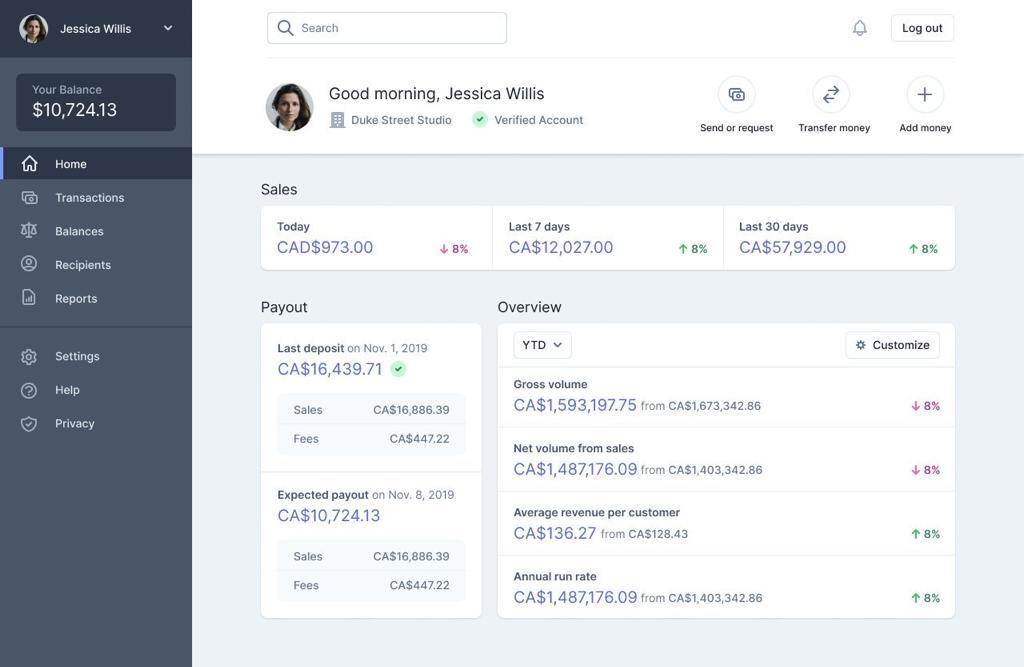 Jessica Willis
Search
Log out
Your Balance
$10,724.13
Good morning, Jessica Willis
Duke Street Studio
Verified Account
Send or request
Transfer money
Add money
Home
Transactions
Balances
Recipients
Reports
Settings
Help
Privacy
Sales
Today
CAD$973.00
8%
Last 7 days
CA$12,027.00
8%
Last 30 days
CA$57,929.00
8%
Payout
Last deposit on Nov. 1, 2019
CA$16,439.71
Sales CA$16,886.39
Fees CA$447.22
Expected payout on Nov. 8, 2019
CA$10,724.13
Sales CA$16,886.39
Fees CA$447.22
Overview
YTD
Customize
Gross volume
CA$1,593,197.75 from CA$1,673,342.86 8%
Net volume from sales
CA$1,487,176.09 from CA$1,403,342.86 8%
Average revenue per customer
CA$136.27 from CA$128.43 8%
Annual run rate
CA$1,487,176.09 from CA$1,403,342.86 8%